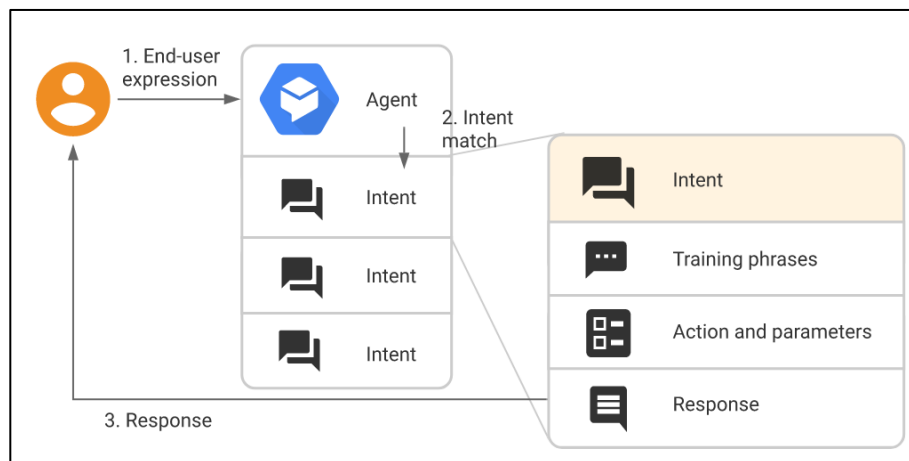 1. End-user
expression
Agent
2. Intent
match
Intent
Intent
Intent
Intent
Training phrases
Action and parameters
Response
3. Response